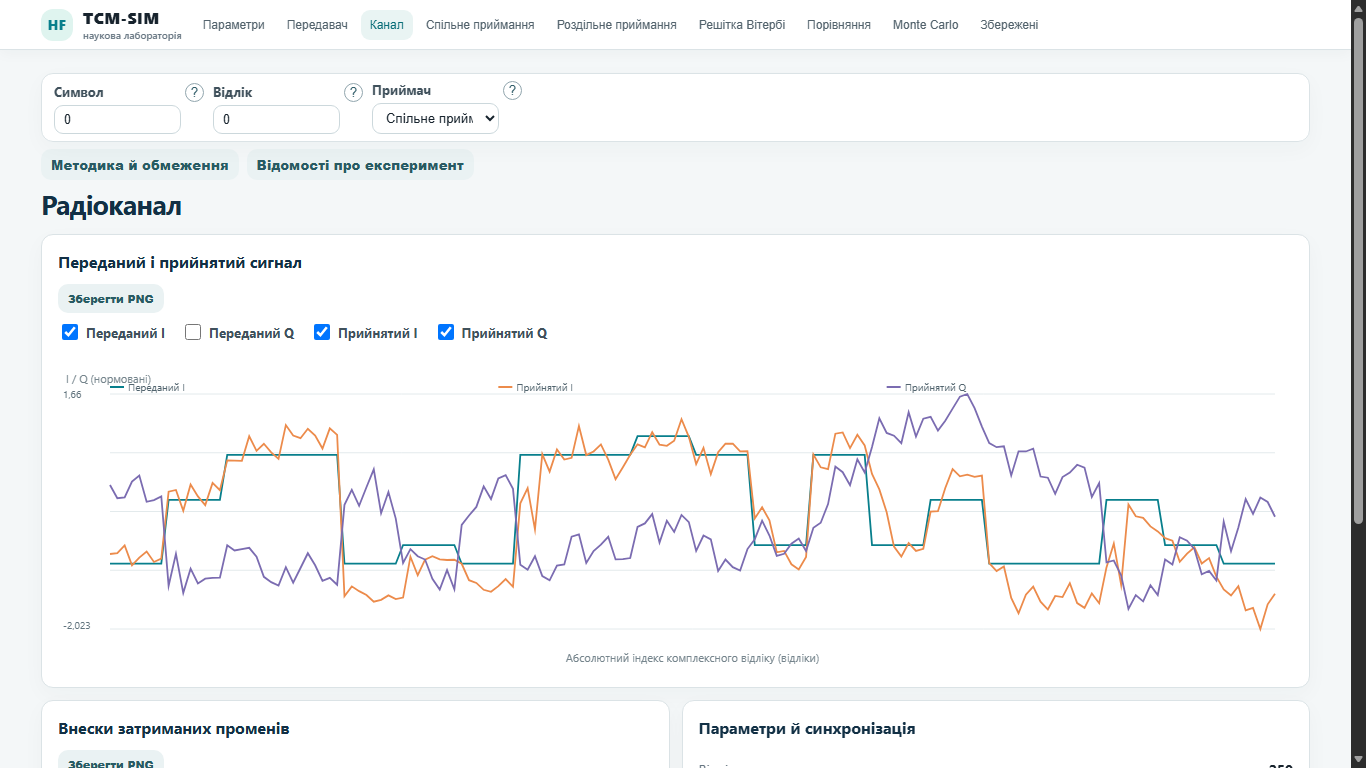 HF
TCM-SIM
наукова лабораторія
Параметри
Передавач
Канал
Спільне приймання
Роздільне приймання
Решітка Вітербі
Порівняння
Monte Carlo
Збережені
Символ ?
Відлік ?
Приймач ?
0
0
Спільне прийм
Методика й обмеження
Відомості про експеримент
Радіоканал
Переданий і прийнятий сигнал
Зберегти PNG
Переданий I
Переданий Q
Прийнятий I
Прийнятий Q
I / Q (нормовані)
Переданий I
Прийнятий I
Прийнятий Q
1,66
-2,023
Абсолютний індекс комплексного відліку (відліки)
Внески затриманих променів
Зберегти PNG
Параметри й синхронізація